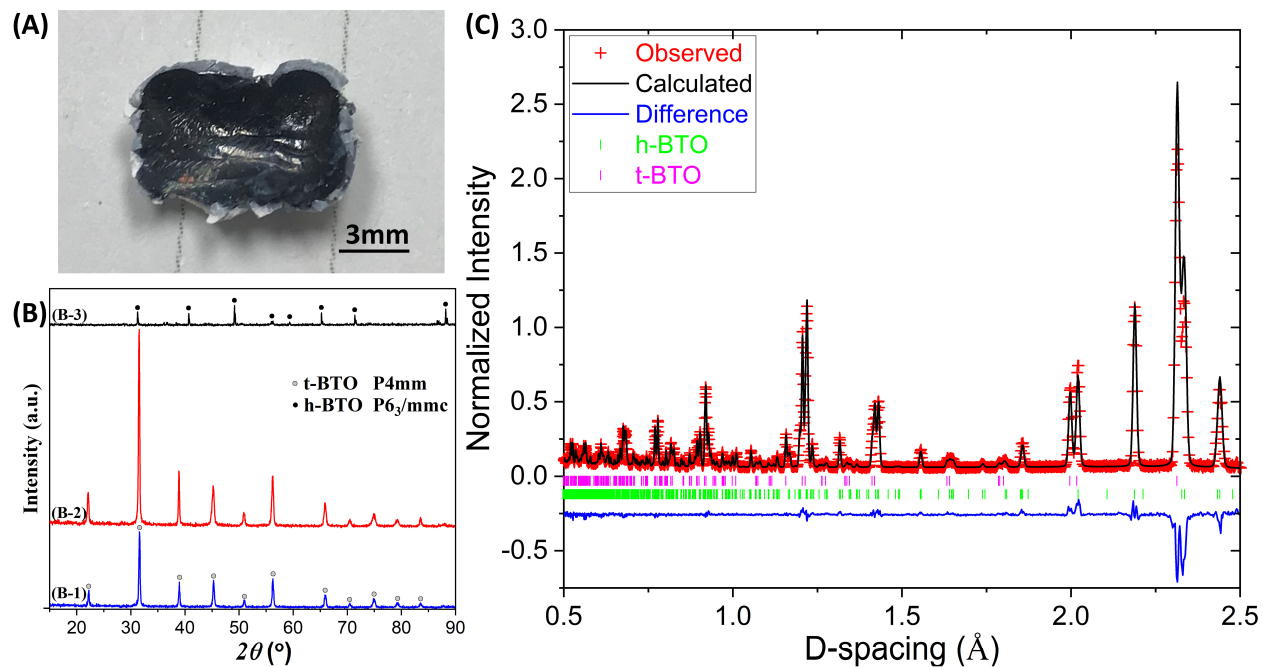 (A)
3mm
(B)
(B-3)
t-BTO P4mm
h-BTO P6₃/mmc
(B-2)
(B-1)
Intensity (a.u.)
20 30 40 50 60 70 80 90
2θ (°)
(C)
Observed
Calculated
Difference
h-BTO
t-BTO
Normalized Intensity
3.0
2.5
2.0
1.5
1.0
0.5
0.0
-0.5
0.5 1.0 1.5 2.0 2.5
D-spacing (Å)